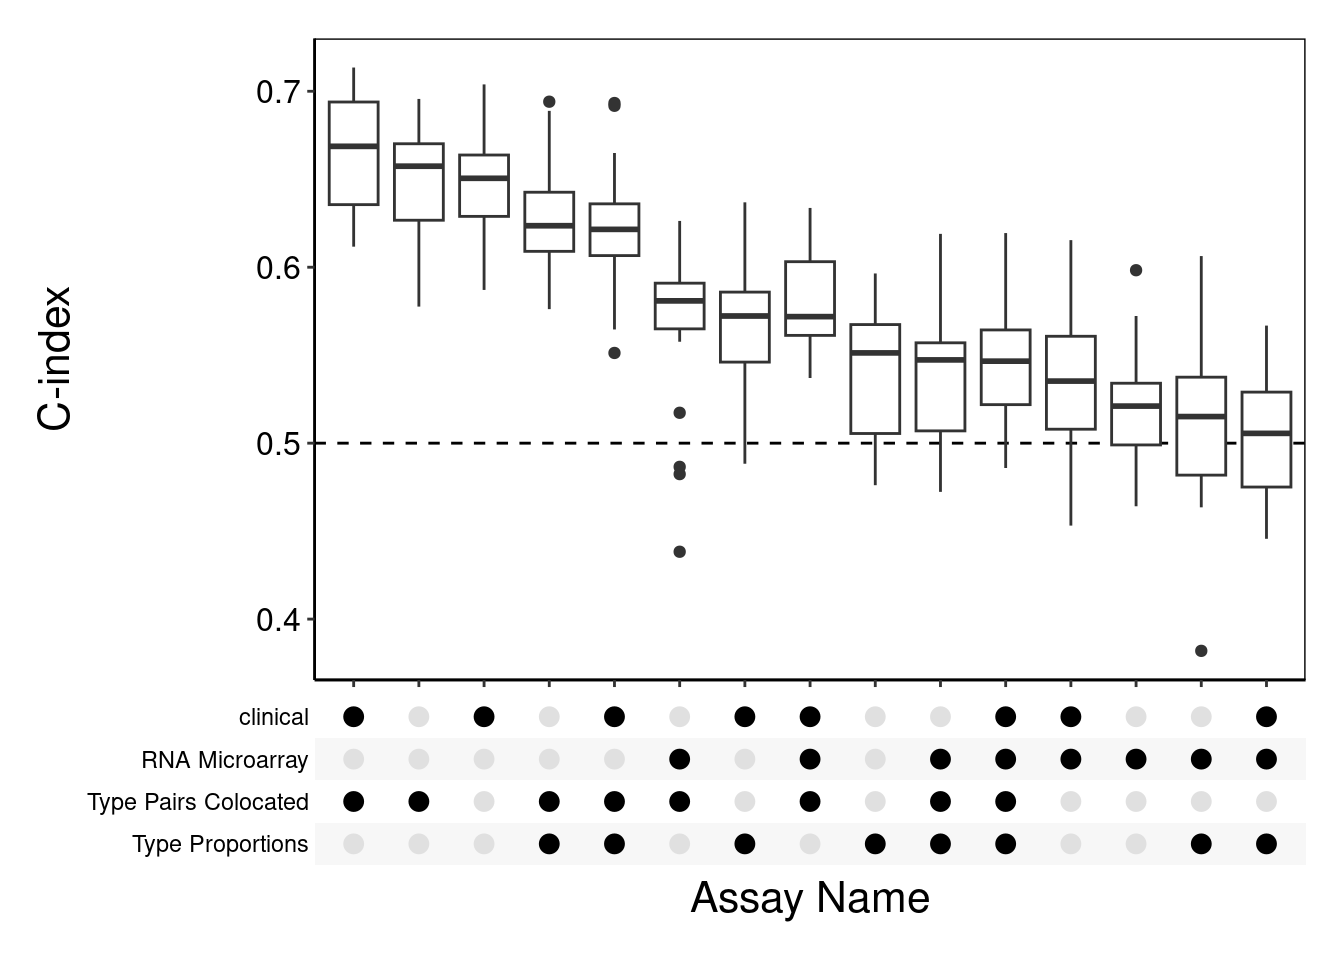 0.7
0.6
0.5
0.4
C-index
clinical
RNA Microarray
Type Pairs Colocated
Type Proportions
Assay Name